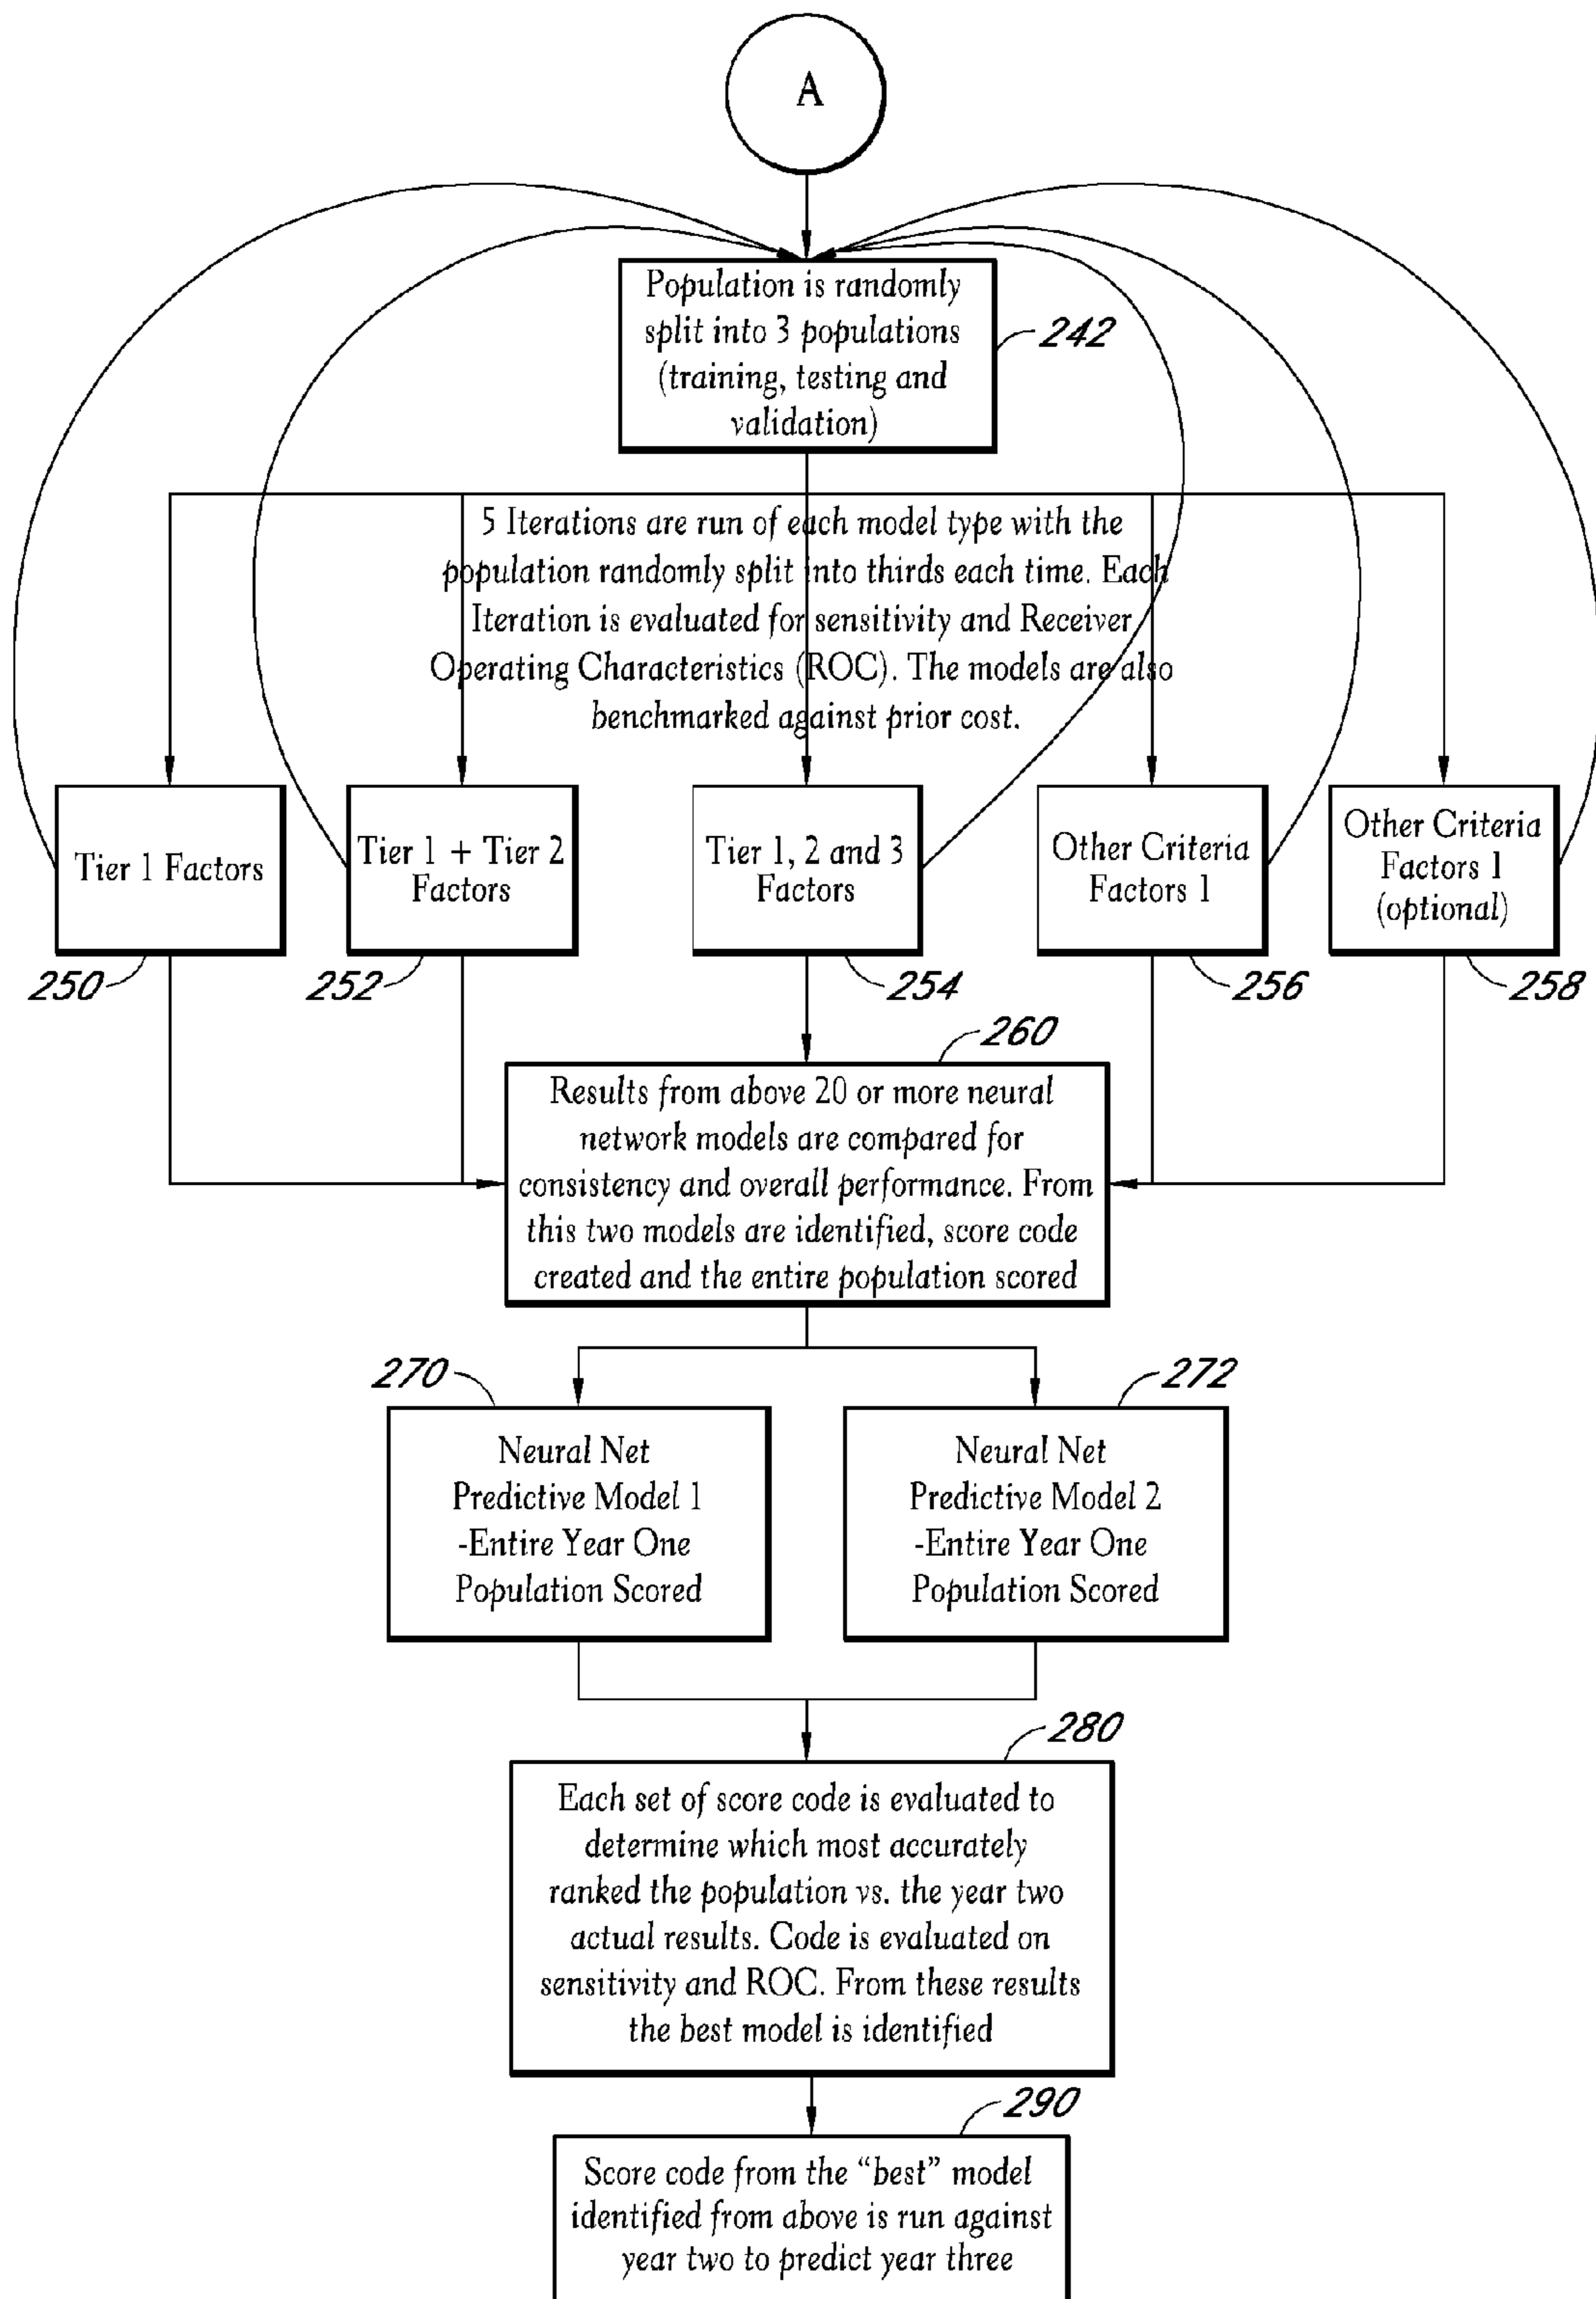 A
Population is randomly
split into 3 populations
(training, testing and
validation)
242
5 Iterations are run of each model type with the
population randomly split into thirds each time. Each
Iteration is evaluated for sensitivity and Receiver
Operating Characteristics (ROC). The models are also
benchmarked against prior cost.
Tier 1 Factors
250
Tier 1 + Tier 2
Factors
252
Tier 1, 2 and 3
Factors
254
Other Criteria
Factors 1
256
Other Criteria
Factors 1
(optional)
258
260
Results from above 20 or more neural
network models are compared for
consistency and overall performance. From
this two models are identified, score code
created and the entire population scored
270
Neural Net
Predictive Model 1
-Entire Year One
Population Scored
272
Neural Net
Predictive Model 2
-Entire Year One
Population Scored
280
Each set of score code is evaluated to
determine which most accurately
ranked the population vs. the year two
actual results. Code is evaluated on
sensitivity and ROC. From these results
the best model is identified
290
Score code from the “best” model
identified from above is run against
year two to predict year three